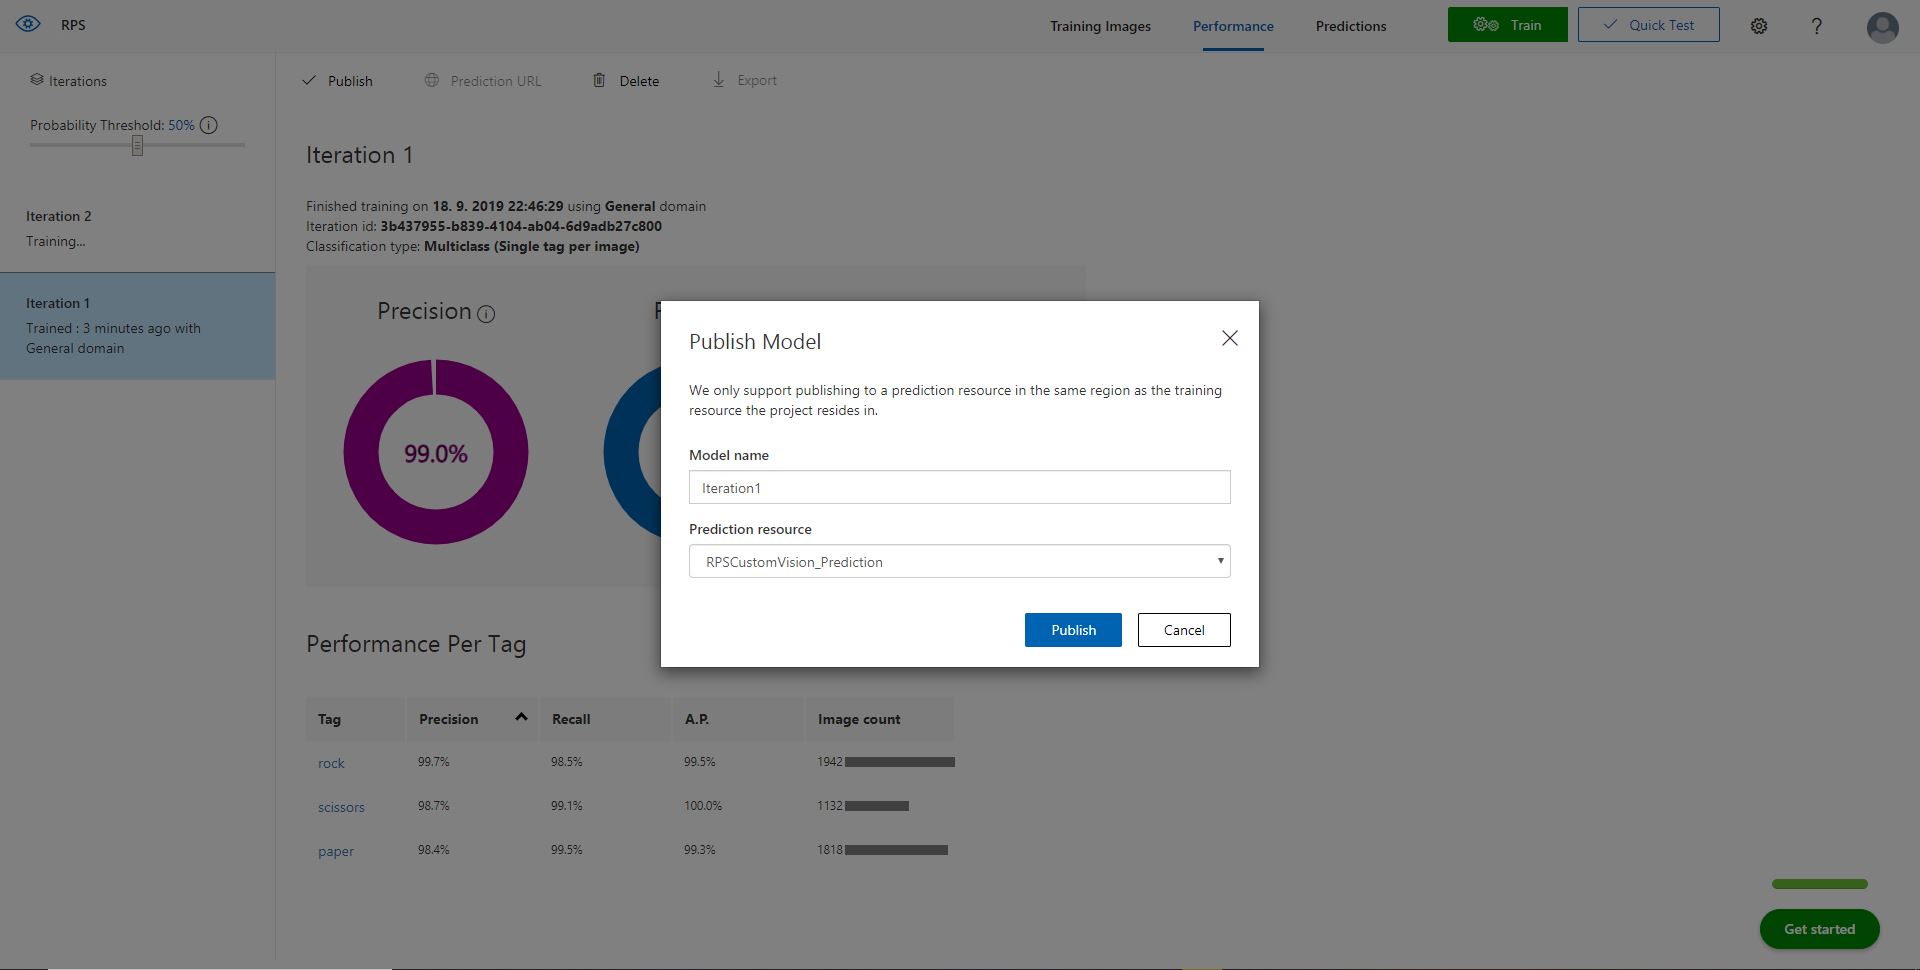 RPS
Training Images
Performance
Predictions
Train
Quick Test
?
Iterations
Probability Threshold: 50%
Iteration 2
Training...
Iteration 1
Trained : 3 minutes ago with
General domain
Publish
Prediction URL
Delete
Export
Iteration 1
Finished training on 18. 9. 2019 22:46:29 using General domain
Iteration id: 3b437955-b839-4104-ab04-6d9adb27c800
Classification type: Multiclass (Single tag per image)
Precision
99.0%
Publish Model
We only support publishing to a prediction resource in the same region as the training
resource the project resides in.
Model name
Iteration1
Prediction resource
RPSCustomVision_Prediction
Publish
Cancel
Performance Per Tag
Tag Precision Recall A.P. Image count
rock 99.7% 98.5% 99.5% 1942
scissors 98.7% 99.1% 100.0% 1132
paper 98.4% 99.5% 99.3% 1818
Get started